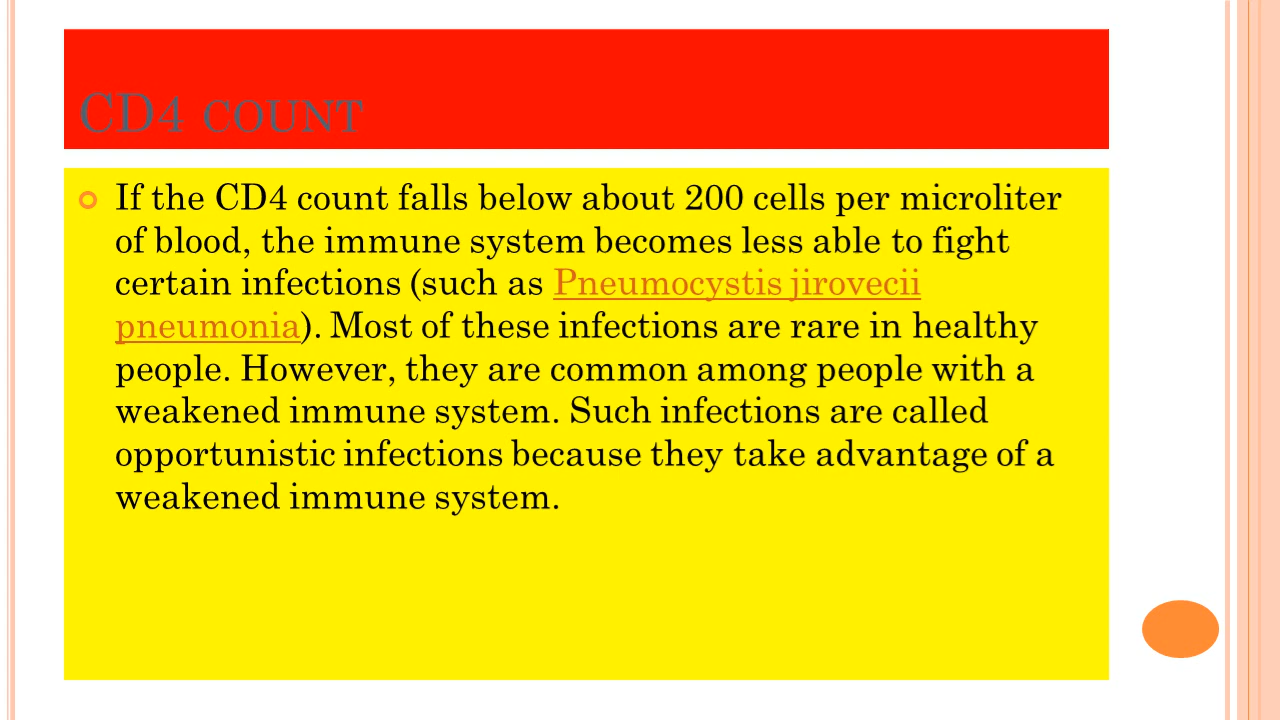 CD4 COUNT
If the CD4 count falls below about 200 cells per microliter
of blood, the immune system becomes less able to fight
certain infections (such as Pneumocystis jirovecii
pneumonia). Most of these infections are rare in healthy
people. However, they are common among people with a
weakened immune system. Such infections are called
opportunistic infections because they take advantage of a
weakened immune system.